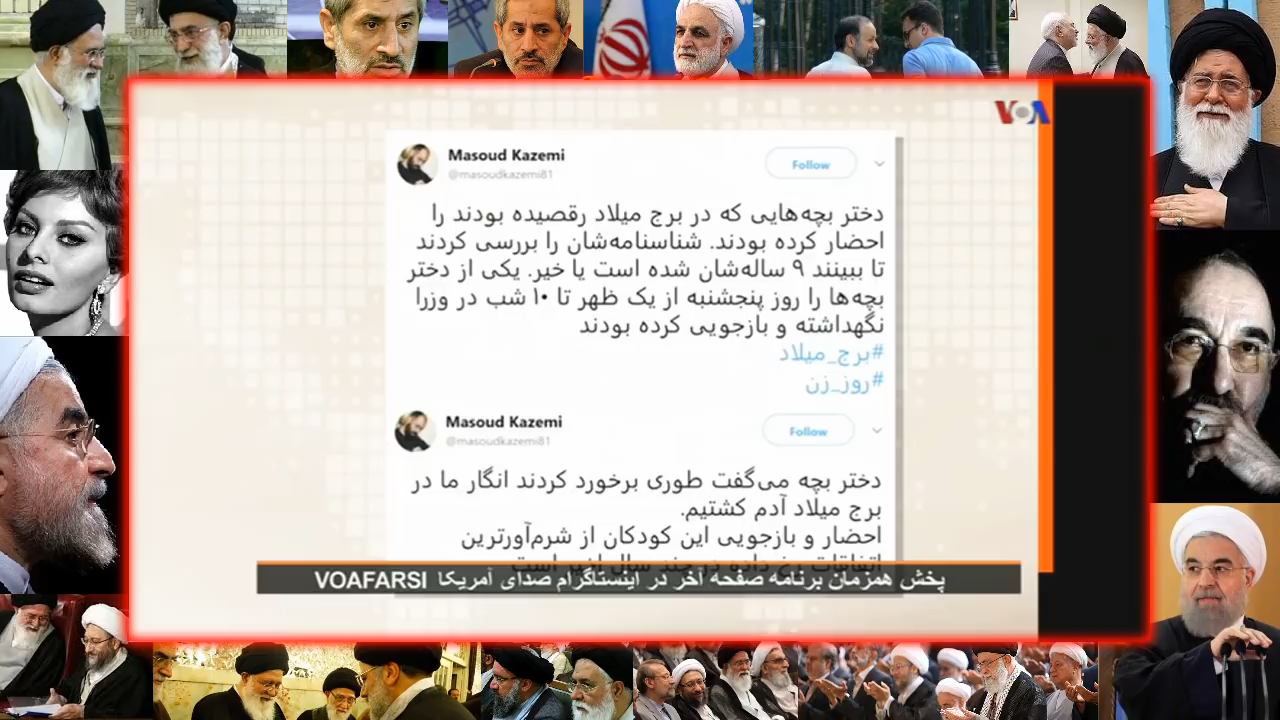 VOA
Masoud Kazemi
@masoudkazemi81
Follow
دختر بچه‌هایی که در برج میلاد رقصیده بودند را
احضار کرده بودند. شناسنامه‌شان را بررسی کردند
تا ببینند ۹ ساله‌شان شده است یا خیر. یکی از دختر
بچه‌ها را روز پنجشنبه از یک ظهر تا ۱۰ شب در وزرا
نگهداشته و بازجویی کرده بودند
#برج_میلاد
#روز_زن
Masoud Kazemi
@masoudkazemi81
Follow
دختر بچه می‌گفت طوری برخورد کردند انگار ما در
برج میلاد آدم کشتیم.
احضار و بازجویی این کودکان از شرم‌آورترین
است
پخش همزمان برنامه صفحه آخر در اینستاگرام صدای آمریکا VOAFARSI